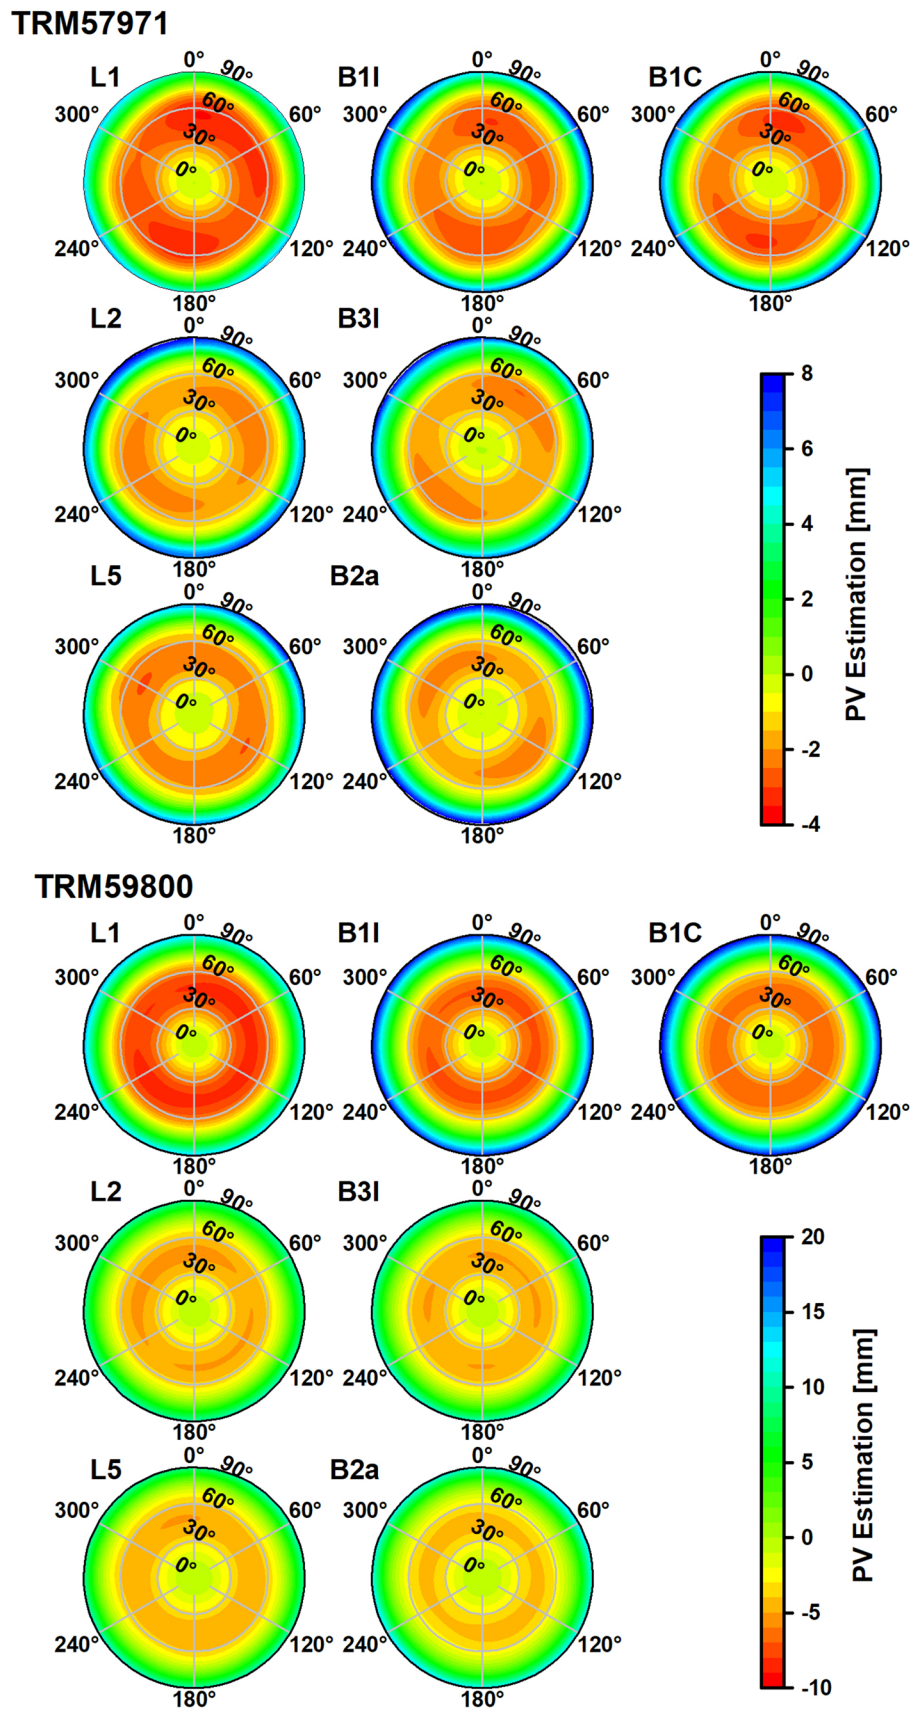 TRM57971
L1 0° 90° 60° 30° 0° 60° 120° 180° 240° 300°
B1I 0° 90° 60° 30° 0° 60° 120° 180° 240° 300°
B1C 0° 90° 60° 30° 0° 60° 120° 180° 240° 300°
L2 0° 90° 60° 30° 0° 60° 120° 180° 240° 300°
B3I 0° 90° 60° 30° 0° 60° 120° 180° 240° 300°
L5 0° 90° 60° 30° 0° 60° 120° 180° 240° 300°
B2a 0° 90° 60° 30° 0° 60° 120° 180° 240° 300°
8
6
4
2
0
-2
-4
PV Estimation [mm]
TRM59800
L1 0° 90° 60° 30° 0° 60° 120° 180° 240° 300°
B1I 0° 90° 60° 30° 0° 60° 120° 180° 240° 300°
B1C 0° 90° 60° 30° 0° 60° 120° 180° 240° 300°
L2 0° 90° 60° 30° 0° 60° 120° 180° 240° 300°
B3I 0° 90° 60° 30° 0° 60° 120° 180° 240° 300°
L5 0° 90° 60° 30° 0° 60° 120° 180° 240° 300°
B2a 0° 90° 60° 30° 0° 60° 120° 180° 240° 300°
20
15
10
5
0
-5
-10
PV Estimation [mm]